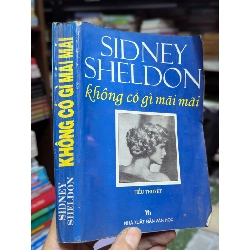 SIDNEY
SHELDON
không có gì mãi mãi
TIỂU THUYẾT
Vh
NHÀ XUẤT BẢN VĂN HỌC
SIDNEY
SHELDON
KHÔNG CÓ GÌ MÃI MÃI